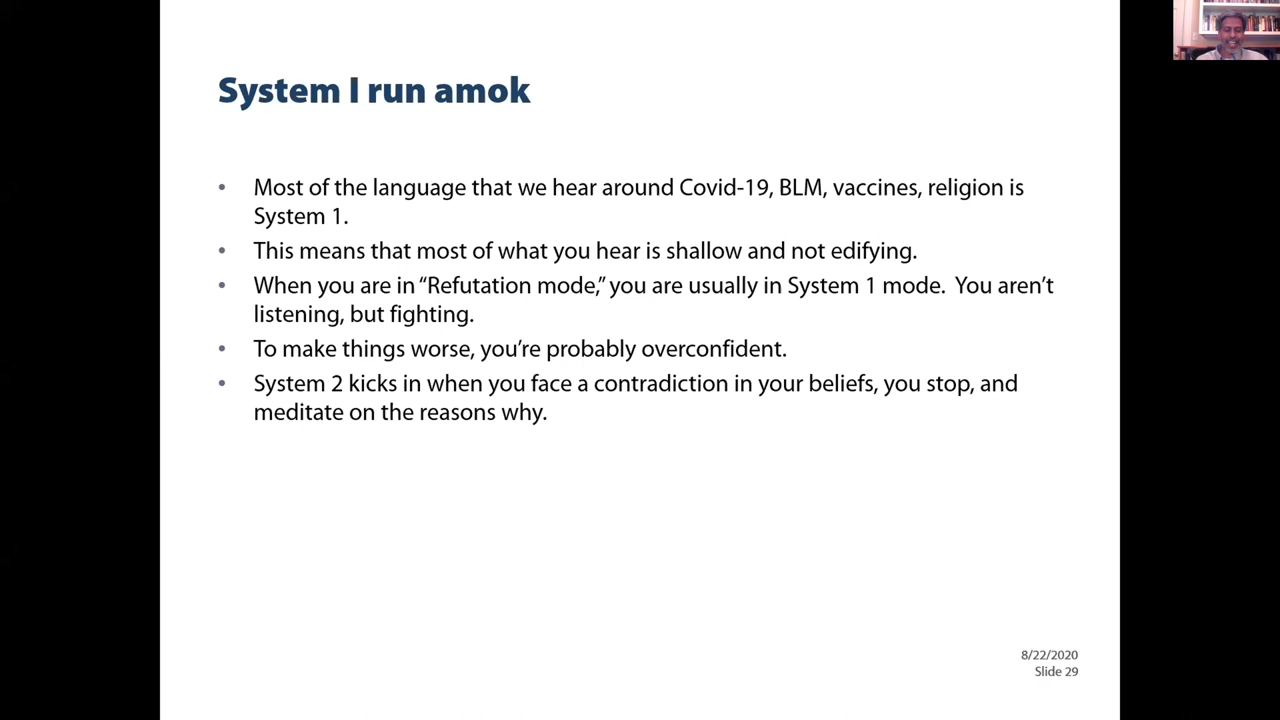 System I run amok
• Most of the language that we hear around Covid-19, BLM, vaccines, religion is
System 1.
• This means that most of what you hear is shallow and not edifying.
• When you are in “Refutation mode,” you are usually in System 1 mode.  You aren’t
listening, but fighting.
• To make things worse, you’re probably overconfident.
• System 2 kicks in when you face a contradiction in your beliefs, you stop, and
meditate on the reasons why.
8/22/2020
Slide 29